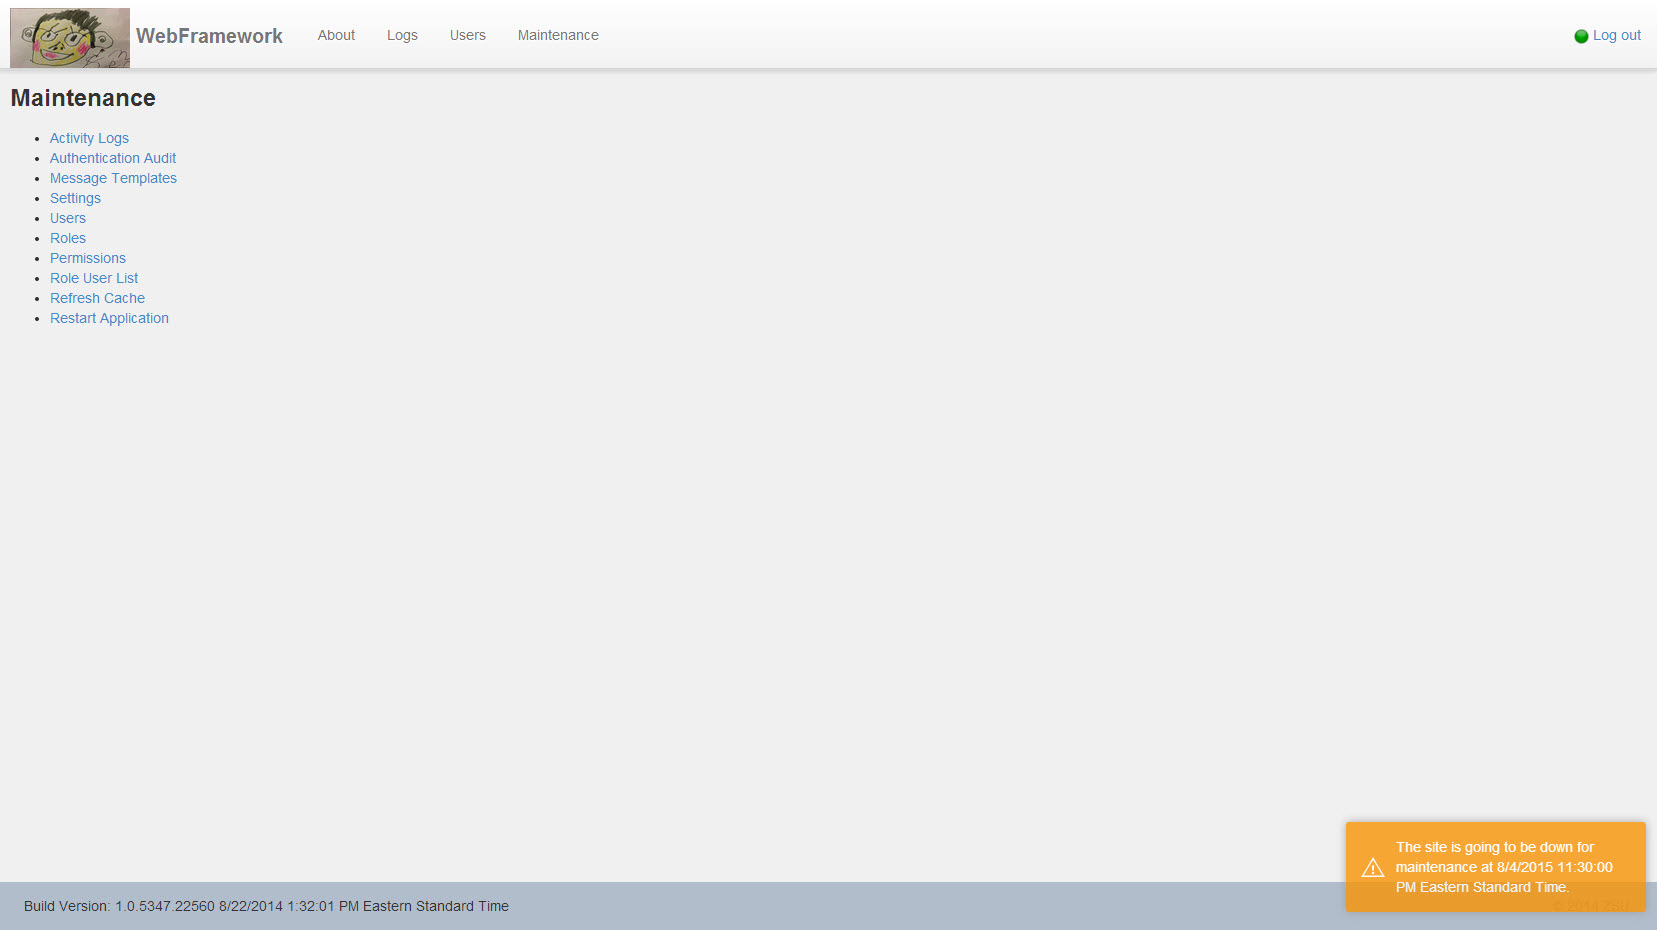 WebFramework About Logs Users Maintenance Log out
Maintenance
Activity Logs
Authentication Audit
Message Templates
Settings
Users
Roles
Permissions
Role User List
Refresh Cache
Restart Application
The site is going to be down for
maintenance at 8/4/2015 11:30:00
PM Eastern Standard Time.
Build Version: 1.0.5347.22560 8/22/2014 1:32:01 PM Eastern Standard Time
© 2014 ZSU